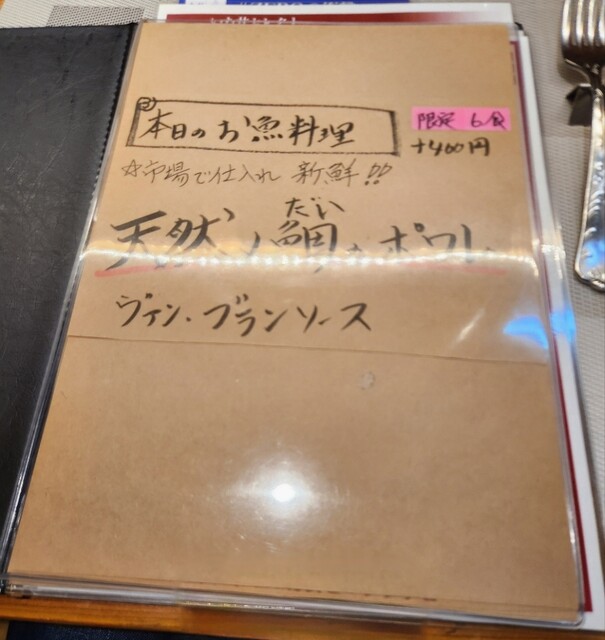 本日のお魚料理
限定 6食
+400円
☆市場で仕入れ 新鮮!!
だい
天然鯛のポワレ
ヴァン・ブランソース